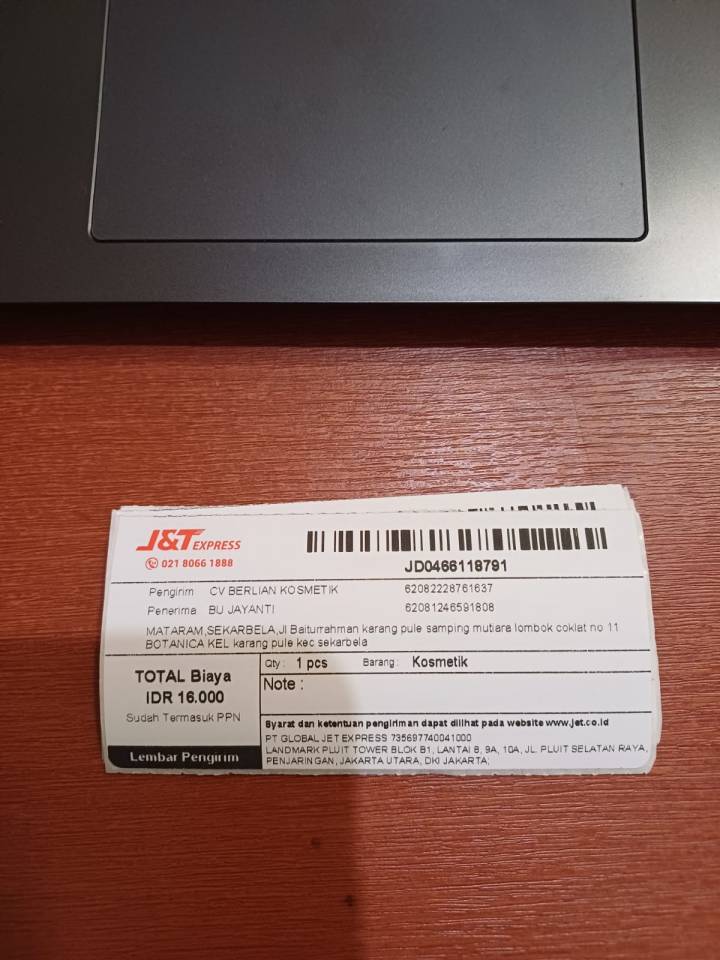 J&T EXPRESS
021 8066 1888
JD0466118791
Pengirim CV BERLIAN KOSMETIK 62082228761637
Penerima BU JAYANTI 62081246591808
MATARAM,SEKARBELA,Jl Baiturrahman karang pule samping mutiara lombok coklat no 11
BOTANICA KEL karang pule kec sekarbela
TOTAL Biaya
IDR 16.000
Sudah Termasuk PPN
Lembar Pengirim
Qty : 1 pcs Barang : Kosmetik
Note :
Syarat dan ketentuan pengiriman dapat dilihat pada website www.jet.co.id
PT GLOBAL JET EXPRESS 735697740041000
LANDMARK PLUIT TOWER BLOK B1, LANTAI 8, 9A, 10A, JL. PLUIT SELATAN RAYA,
PENJARINGAN, JAKARTA UTARA, DKI JAKARTA;